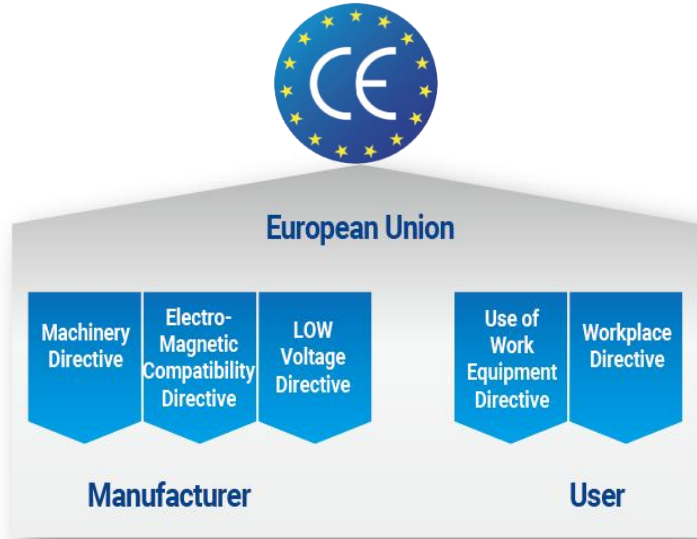 CE
European Union
Machinery
Directive
Electro-
Magnetic
Compatibility
Directive
LOW
Voltage
Directive
Use of
Work
Equipment
Directive
Workplace
Directive
Manufacturer
User